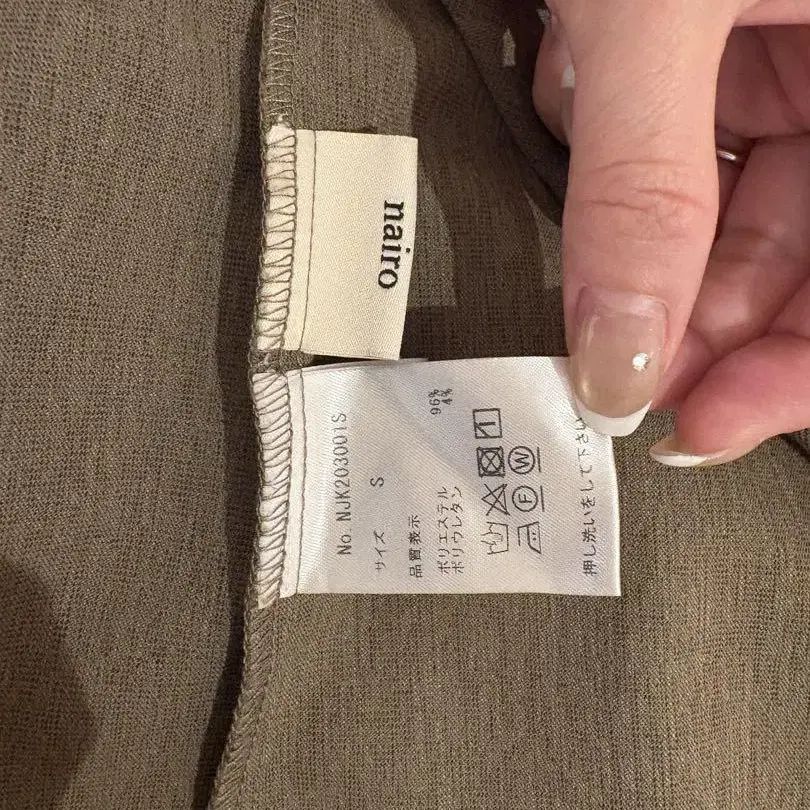 nairo
No. NJK203001S
サイズ S
品質表示
ポリエステル 96%
ポリウレタン 4%
F W
押し洗いをして下さい